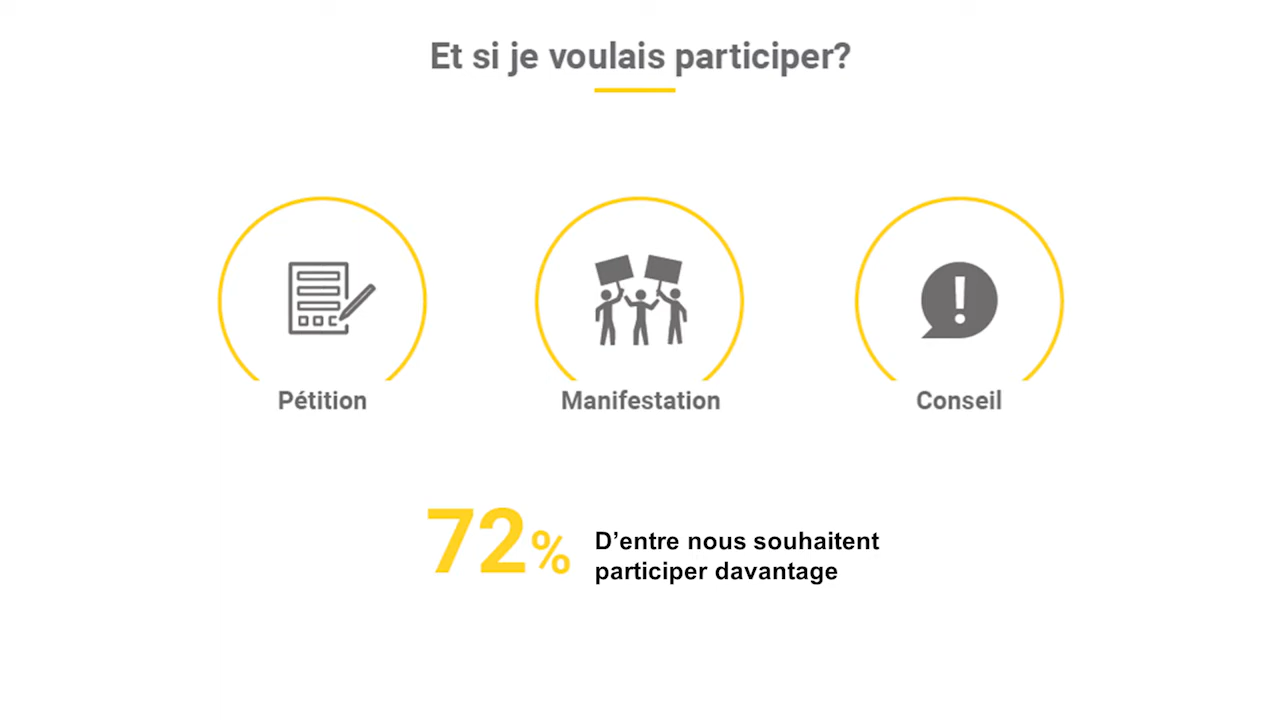 Et si je voulais participer?
Pétition
Manifestation
Conseil
72%
D’entre nous souhaitent
participer davantage